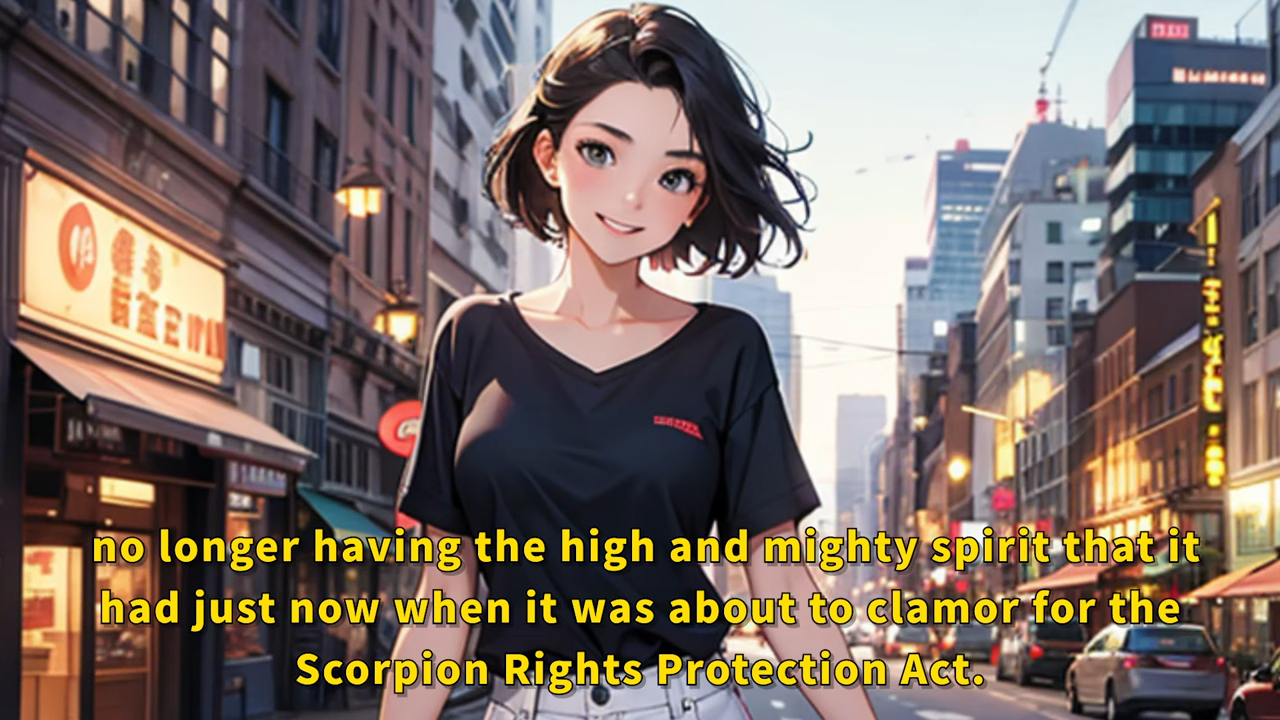 no longer having the high and mighty spirit that it
had just now when it was about to clamor for the
Scorpion Rights Protection Act.